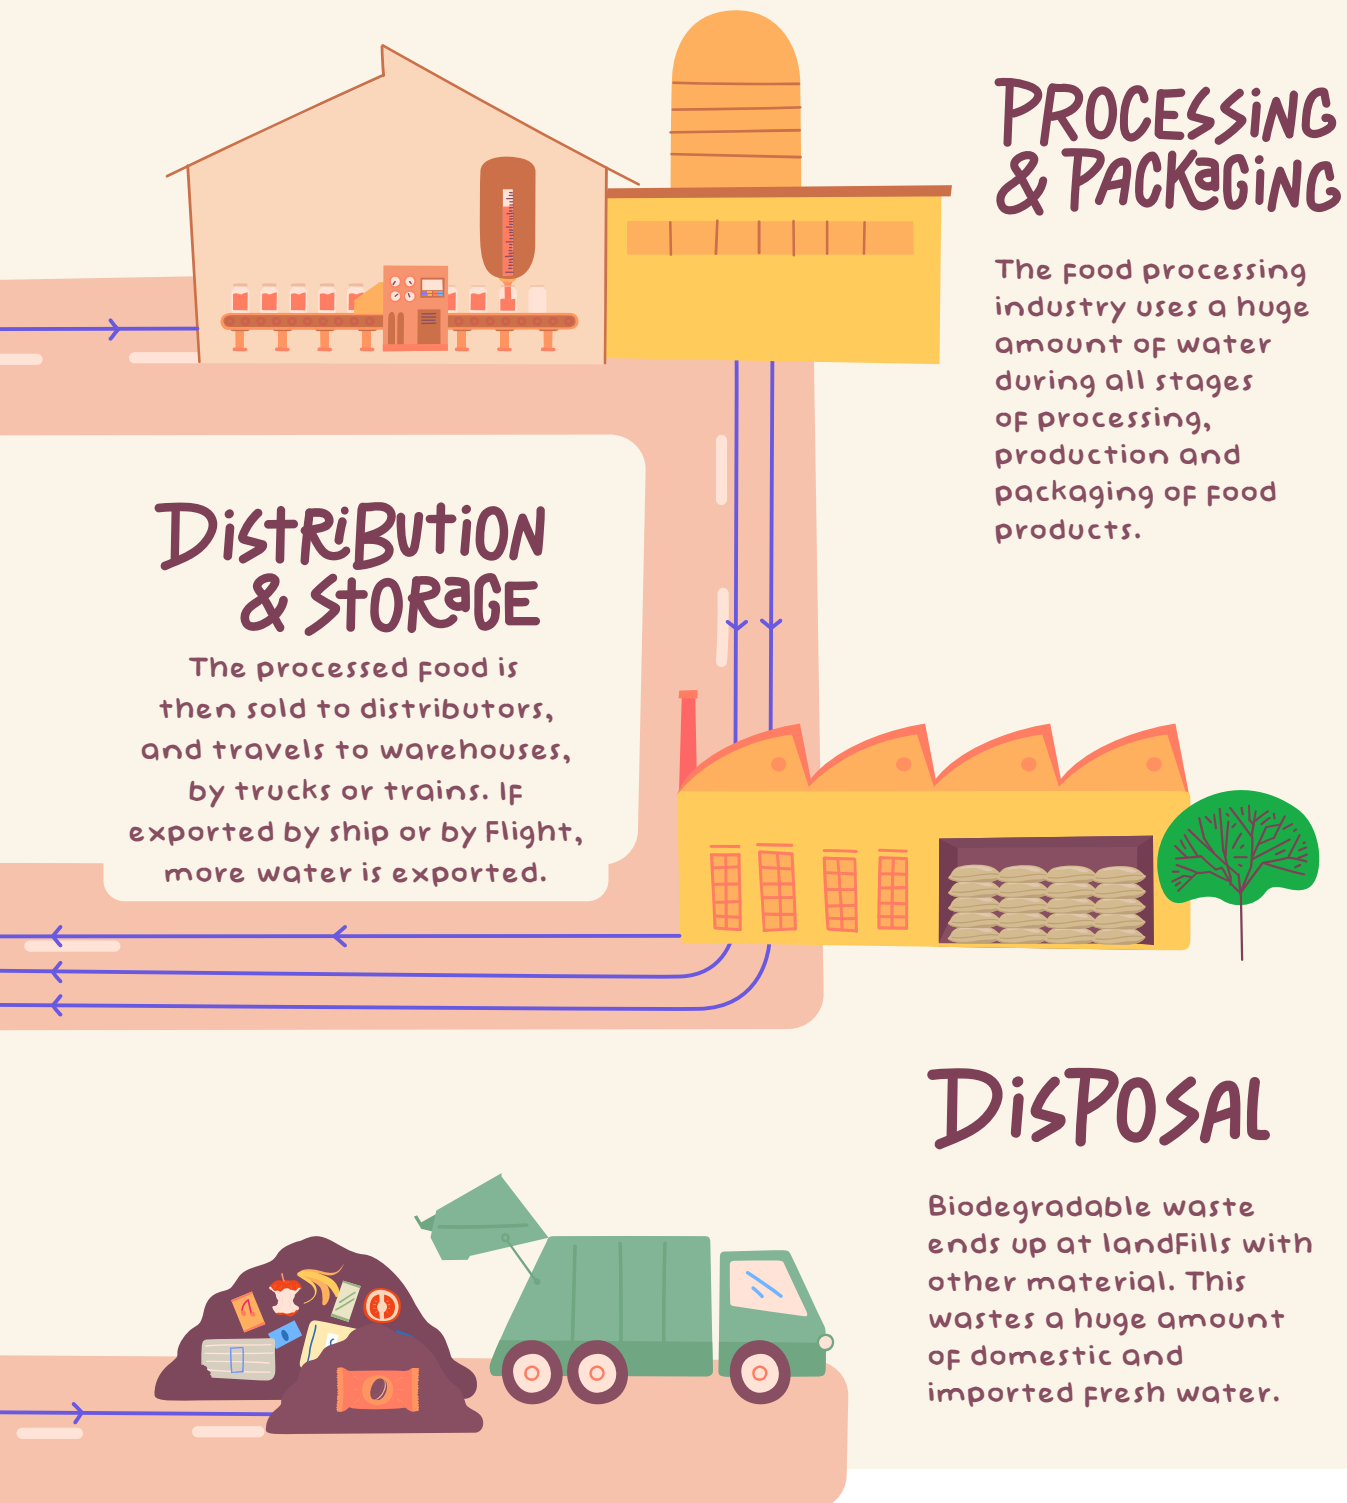 PROCESSING
& PACKAGING
The food processing
industry uses a huge
amount of water
during all stages
of processing,
production and
packaging of food
products.
DISTRIBUTION
& STORAGE
The processed food is
then sold to distributors,
and travels to warehouses,
by trucks or trains. If
exported by ship or by flight,
more water is exported.
DISPOSAL
Biodegradable waste
ends up at landfills with
other material. This
wastes a huge amount
of domestic and
imported fresh water.